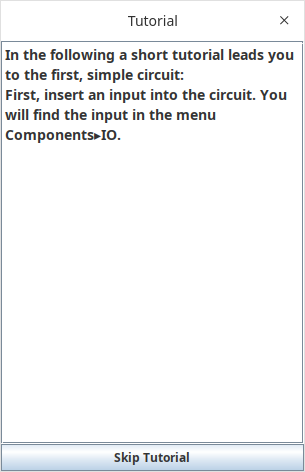 Tutorial
×
In the following a short tutorial leads you
to the first, simple circuit:
First, insert an input into the circuit. You
will find the input in the menu
Components▸IO.
Skip Tutorial